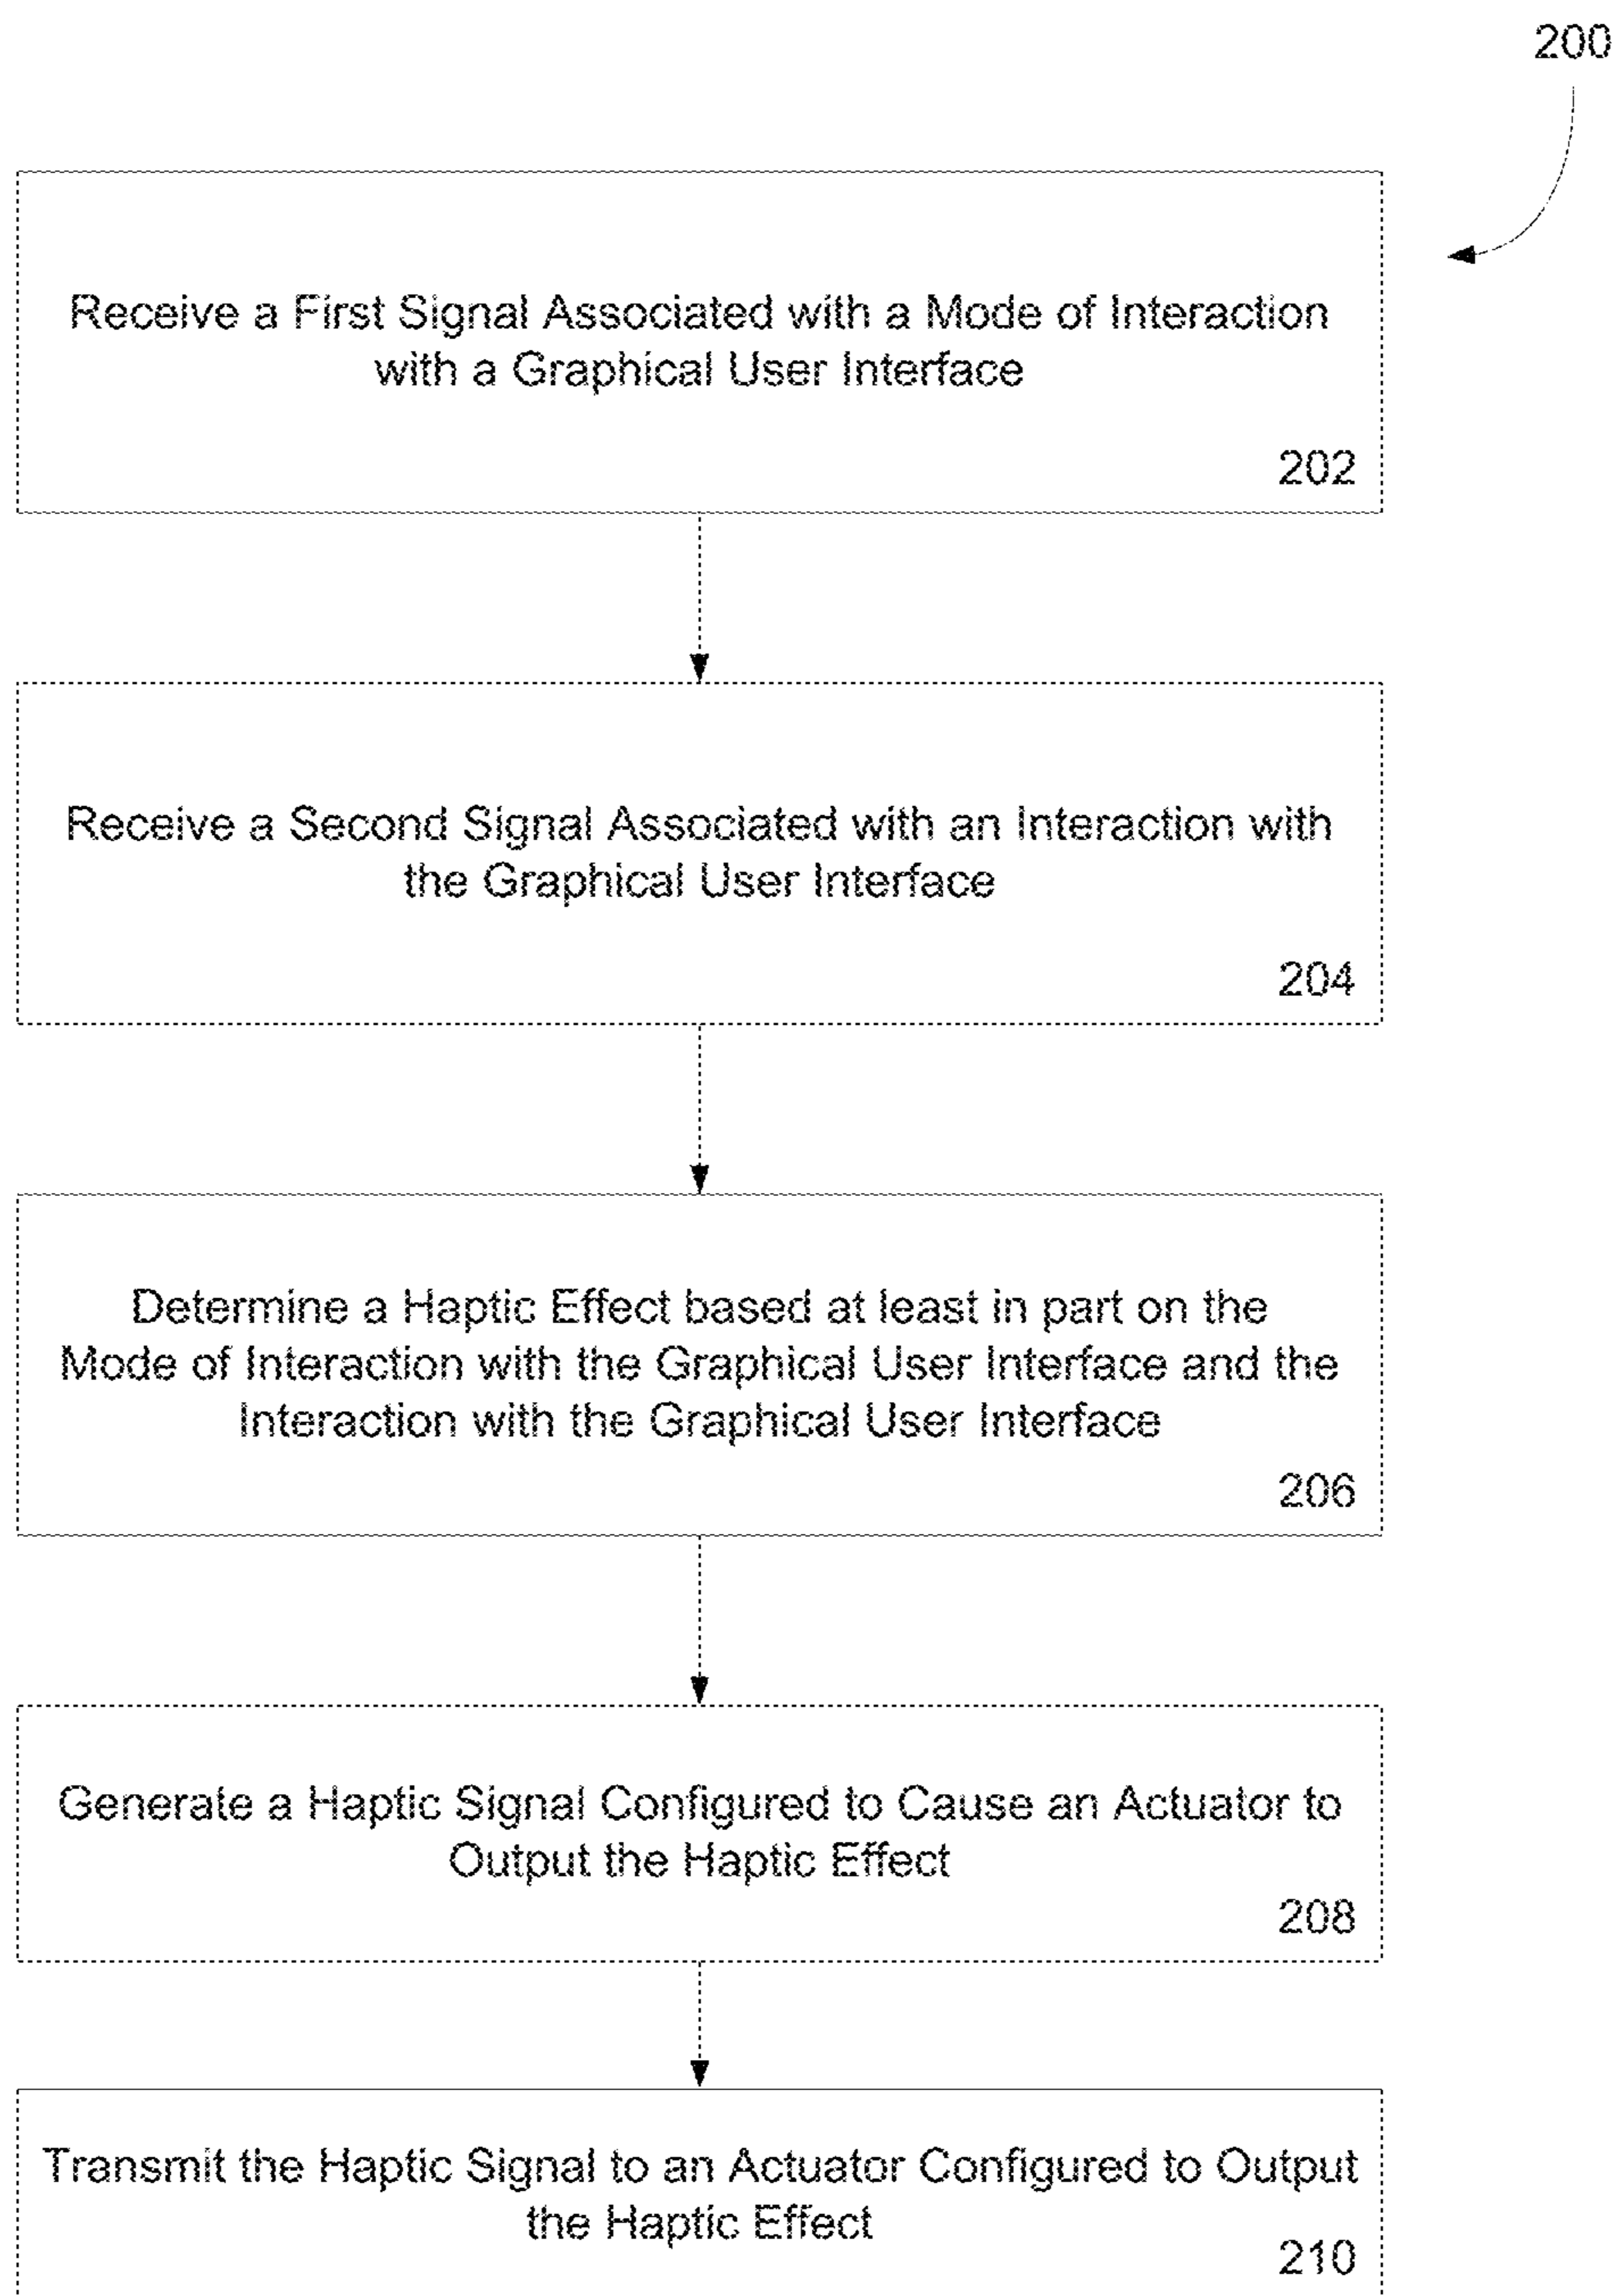 200
Receive a First Signal Associated with a Mode of Interaction
with a Graphical User Interface
202
Receive a Second Signal Associated with an Interaction with
the Graphical User Interface
204
Determine a Haptic Effect based at least in part on the
Mode of Interaction with the Graphical User Interface and the
Interaction with the Graphical User Interface
206
Generate a Haptic Signal Configured to Cause an Actuator to
Output the Haptic Effect
208
Transmit the Haptic Signal to an Actuator Configured to Output
the Haptic Effect
210